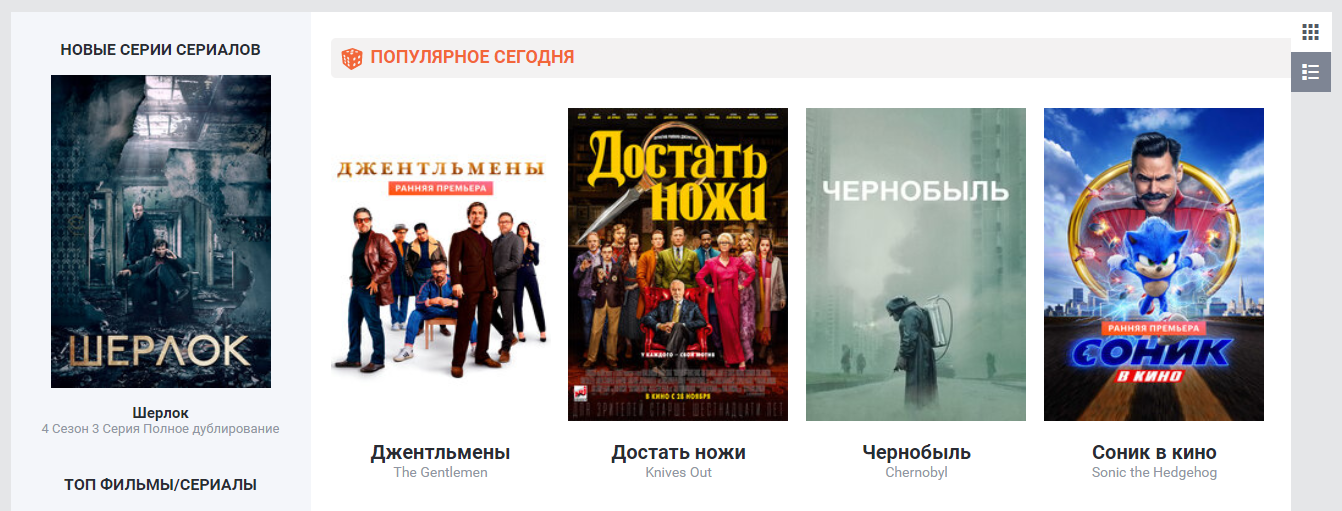 НОВЫЕ СЕРИИ СЕРИАЛОВ
ШЕРЛОК
Шерлок
4 Сезон 3 Серия Полное дублирование
ТОП ФИЛЬМЫ/СЕРИАЛЫ
ПОПУЛЯРНОЕ СЕГОДНЯ
ДЖЕНТЛЬМЕНЫ
РАННЯЯ ПРЕМЬЕРА
Джентльмены
The Gentlemen
Достать
ножи
У КАЖДОГО – СВОЙ МОТИВ
В КИНО С 28 НОЯБРЯ
Достать ножи
Knives Out
ЧЕРНОБЫЛЬ
Чернобыль
Chernobyl
РАННЯЯ ПРЕМЬЕРА
СОНИК
В КИНО
Соник в кино
Sonic the Hedgehog